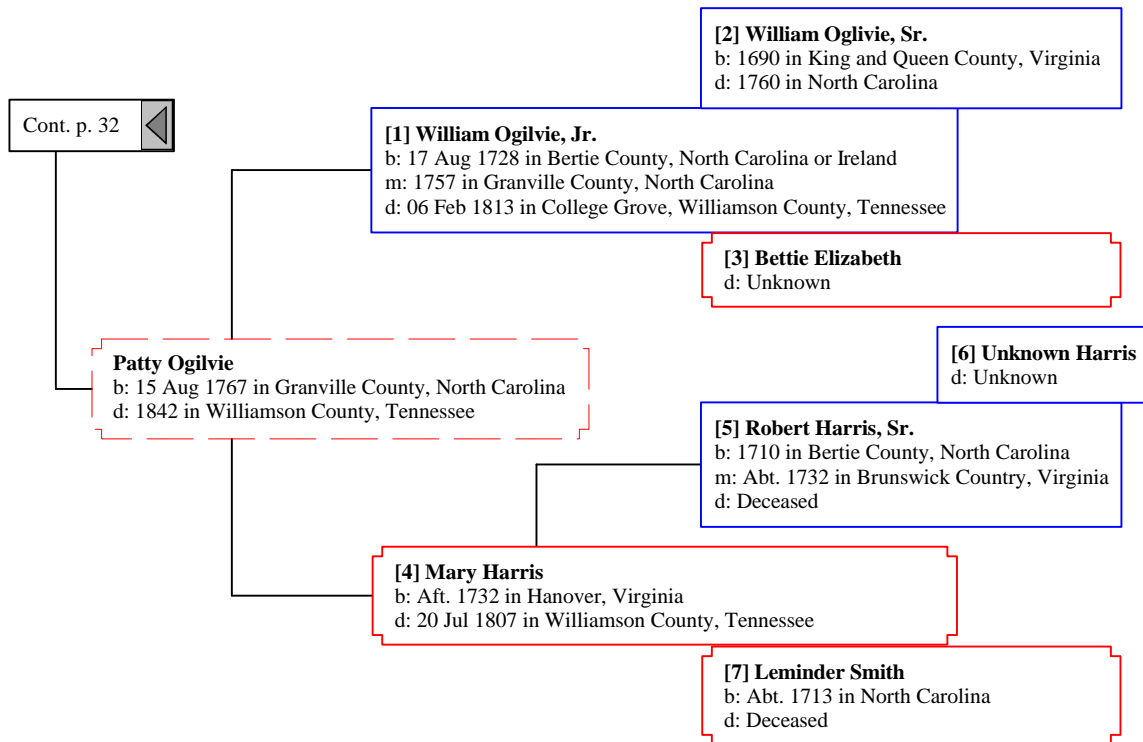 [2] William Oglivie, Sr.
b: 1690 in King and Queen County, Virginia
d: 1760 in North Carolina
Cont. p. 32
[1] William Ogilvie, Jr.
b: 17 Aug 1728 in Bertie County, North Carolina or Ireland
m: 1757 in Granville County, North Carolina
d: 06 Feb 1813 in College Grove, Williamson County, Tennessee
[3] Bettie Elizabeth
d: Unknown
Patty Ogilvie
b: 15 Aug 1767 in Granville County, North Carolina
d: 1842 in Williamson County, Tennessee
[6] Unknown Harris
d: Unknown
[5] Robert Harris, Sr.
b: 1710 in Bertie County, North Carolina
m: Abt. 1732 in Brunswick Country, Virginia
d: Deceased
[4] Mary Harris
b: Aft. 1732 in Hanover, Virginia
d: 20 Jul 1807 in Williamson County, Tennessee
[7] Leminder Smith
b: Abt. 1713 in North Carolina
d: Deceased